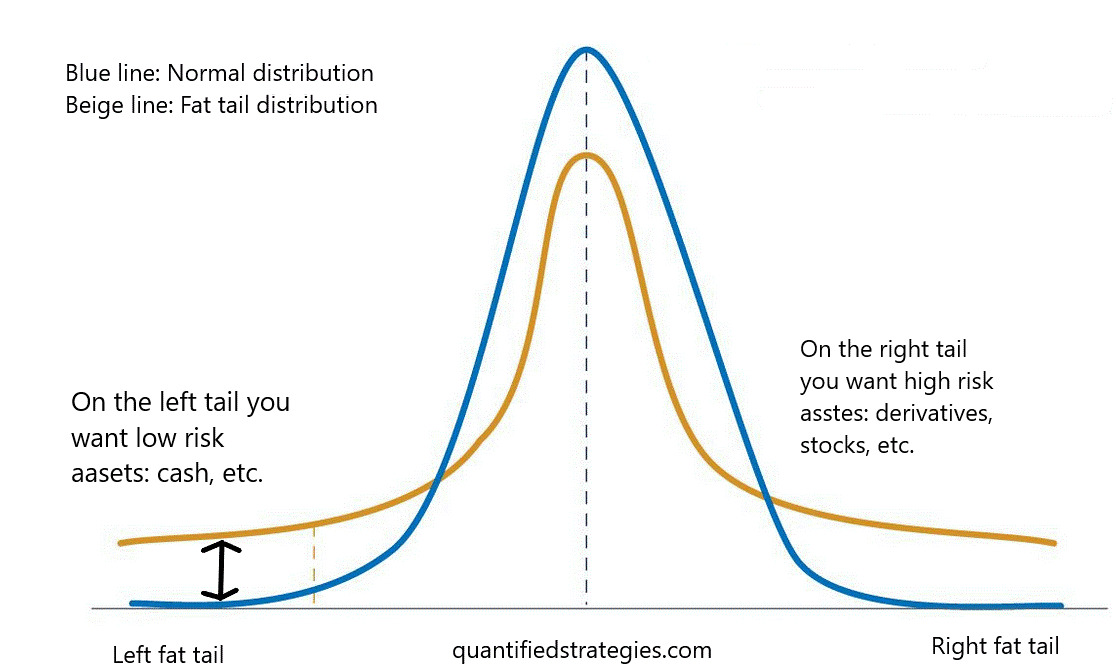 Blue line: Normal distribution
Beige line: Fat tail distribution
On the left tail you
want low risk
aasets: cash, etc.
On the right tail
you want high risk
asstes: derivatives,
stocks, etc.
Left fat tail
quantifiedstrategies.com
Right fat tail